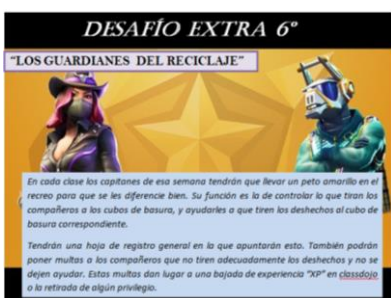 DESAFÍO EXTRA 6º
“LOS GUARDIANES DEL RECICLAJE”
En cada clase los capitanes de esa semana tendrán que llevar un peto amarillo en el
recreo para que se les diferencie bien. Su función es la de controlar lo que tiran los
compañeros a los cubos de basura, y ayudarles a que tiren los deshechos al cubo de
basura correspondiente.
Tendrán una hoja de registro general en la que apuntarán esto. También podrán
poner multas a los compañeros que no tiren adecuadamente los deshechos y no se
dejen ayudar. Estas multas dan lugar a una bajada de experiencia “XP” en classdojo
o la retirada de algún privilegio.